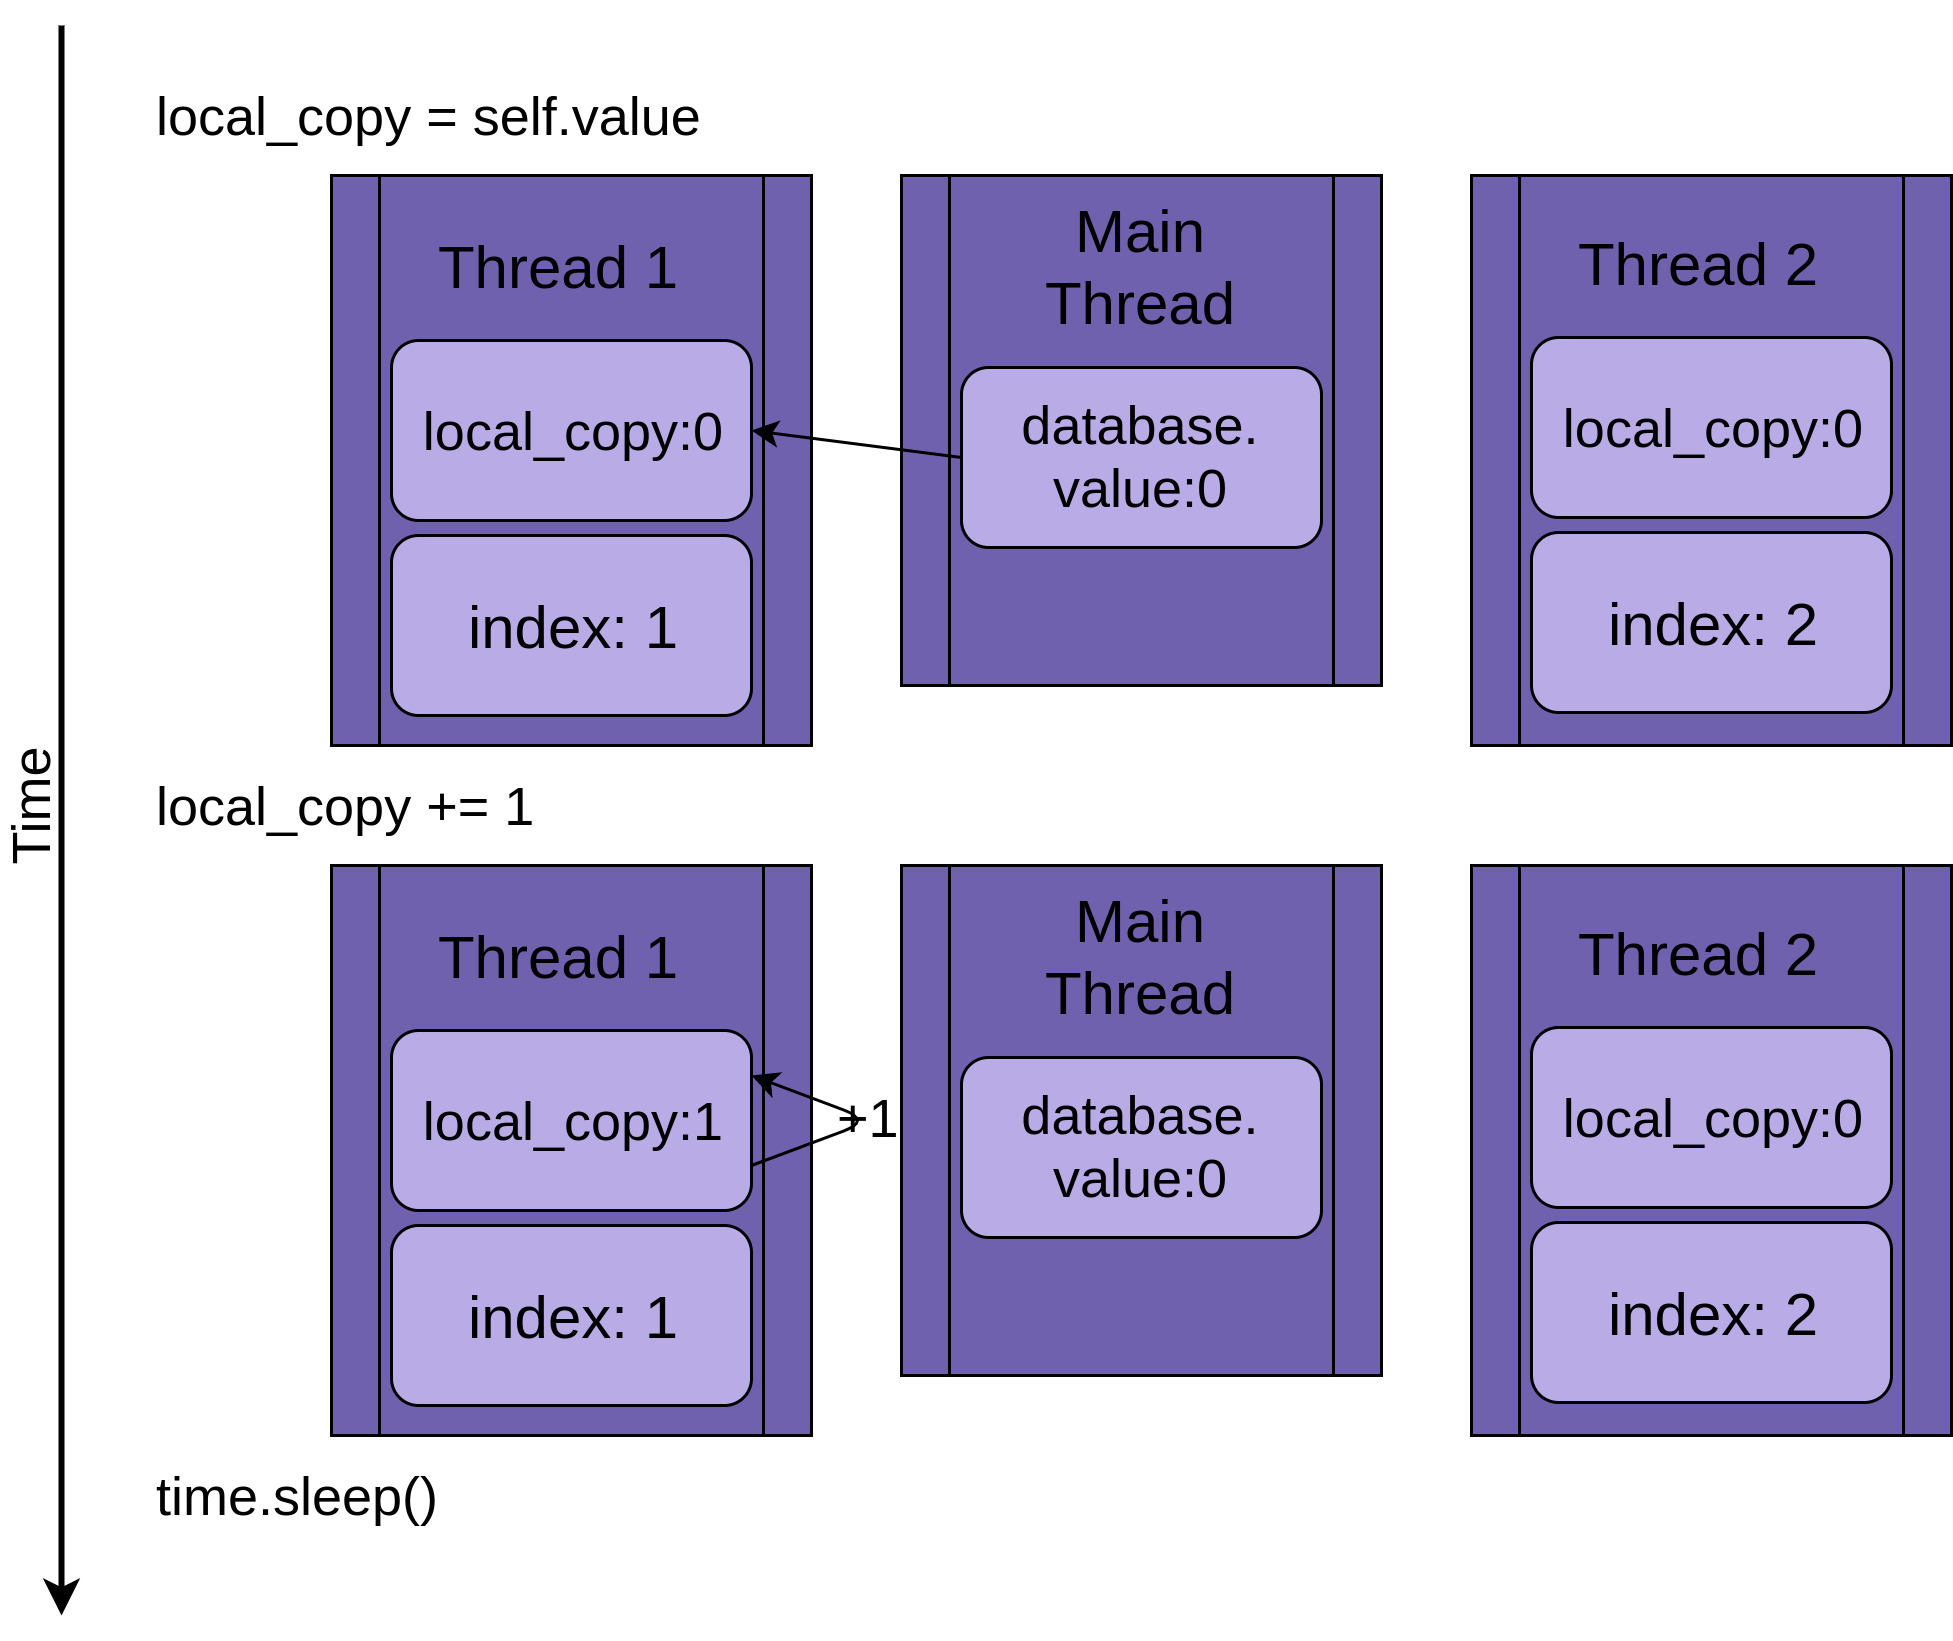 local_copy = self.value
Thread 1
local_copy:0
index: 1
Main
Thread
database.
value:0
Thread 2
local_copy:0
index: 2
Time
local_copy += 1
Thread 1
local_copy:1
index: 1
+1
Main
Thread
database.
value:0
Thread 2
local_copy:0
index: 2
time.sleep()